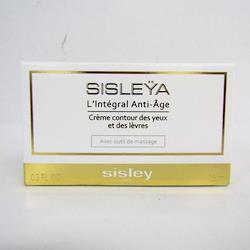 SISLEŸA
L'Intégral Anti-Âge
Crème contour des yeux
et des lèvres
Avec outil de massage
sisley